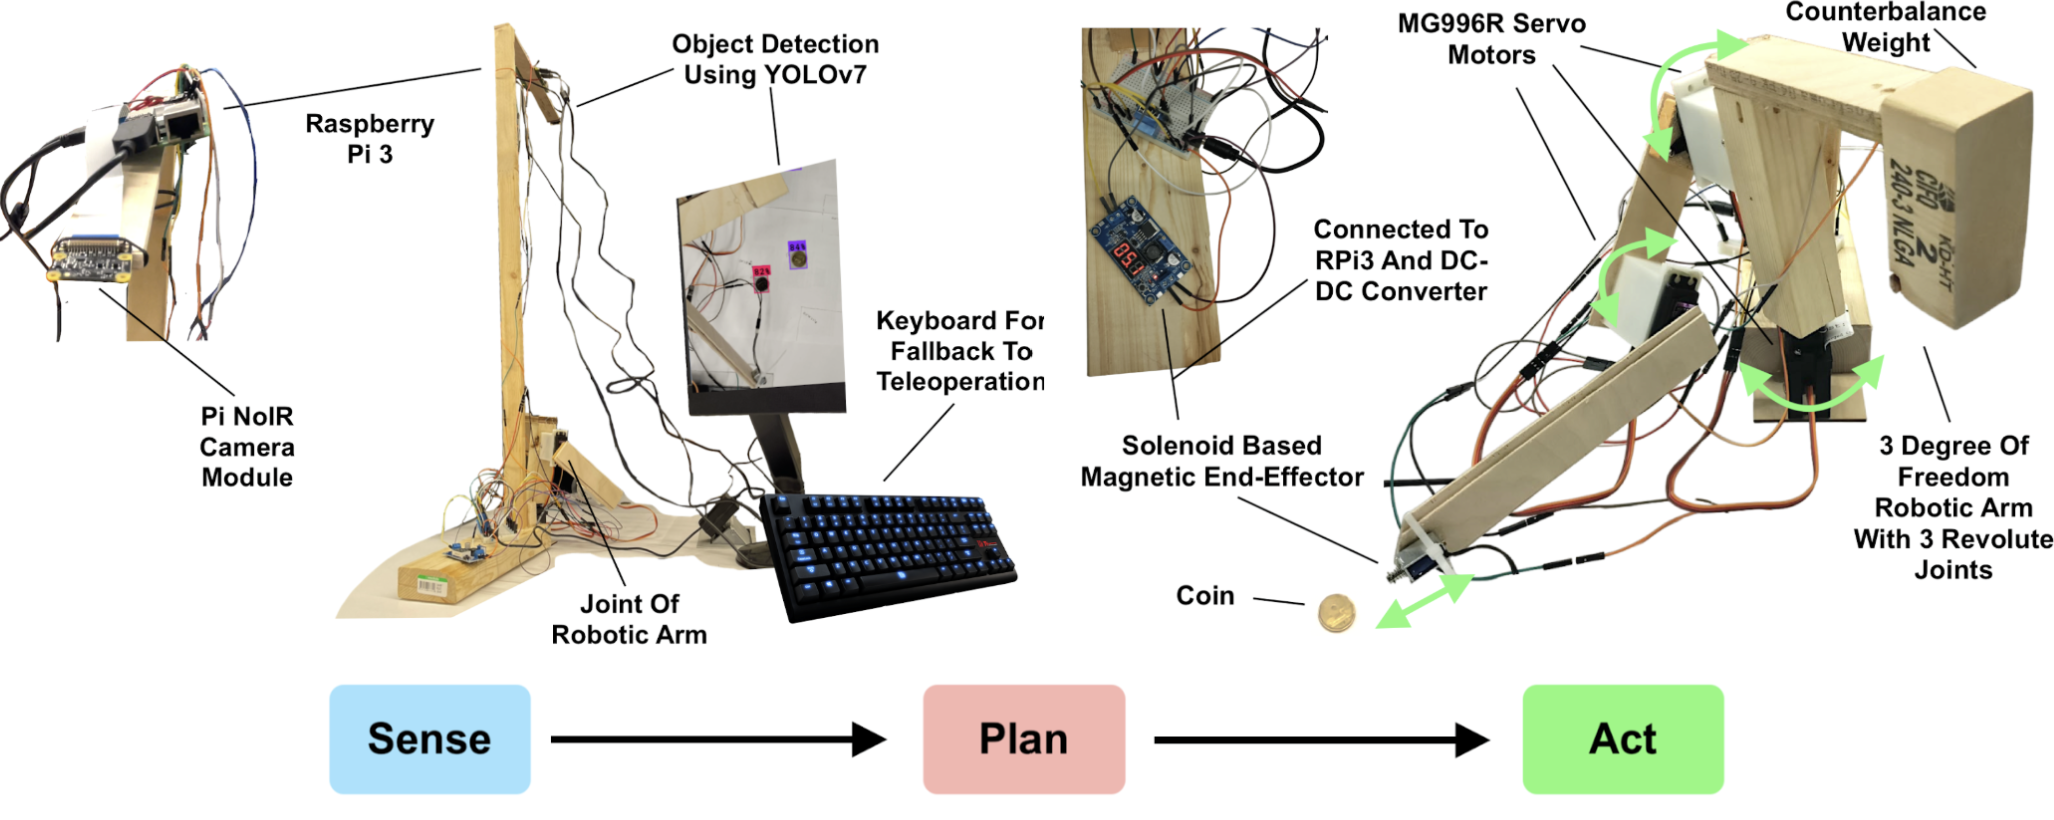 Raspberry
Pi 3
Pi NoIR
Camera
Module
Object Detection
Using YOLOv7
84%
82%
Keyboard For
Fallback To
Teleoperation
Joint Of
Robotic Arm
Connected To
RPi3 And DC-
DC Converter
Solenoid Based
Magnetic End-Effector
MG996R Servo
Motors
Counterbalance
Weight
2
KD-HT
240-3 NLGA
3 Degree Of
Freedom
Robotic Arm
With 3 Revolute
Joints
Coin
Sense
Plan
Act